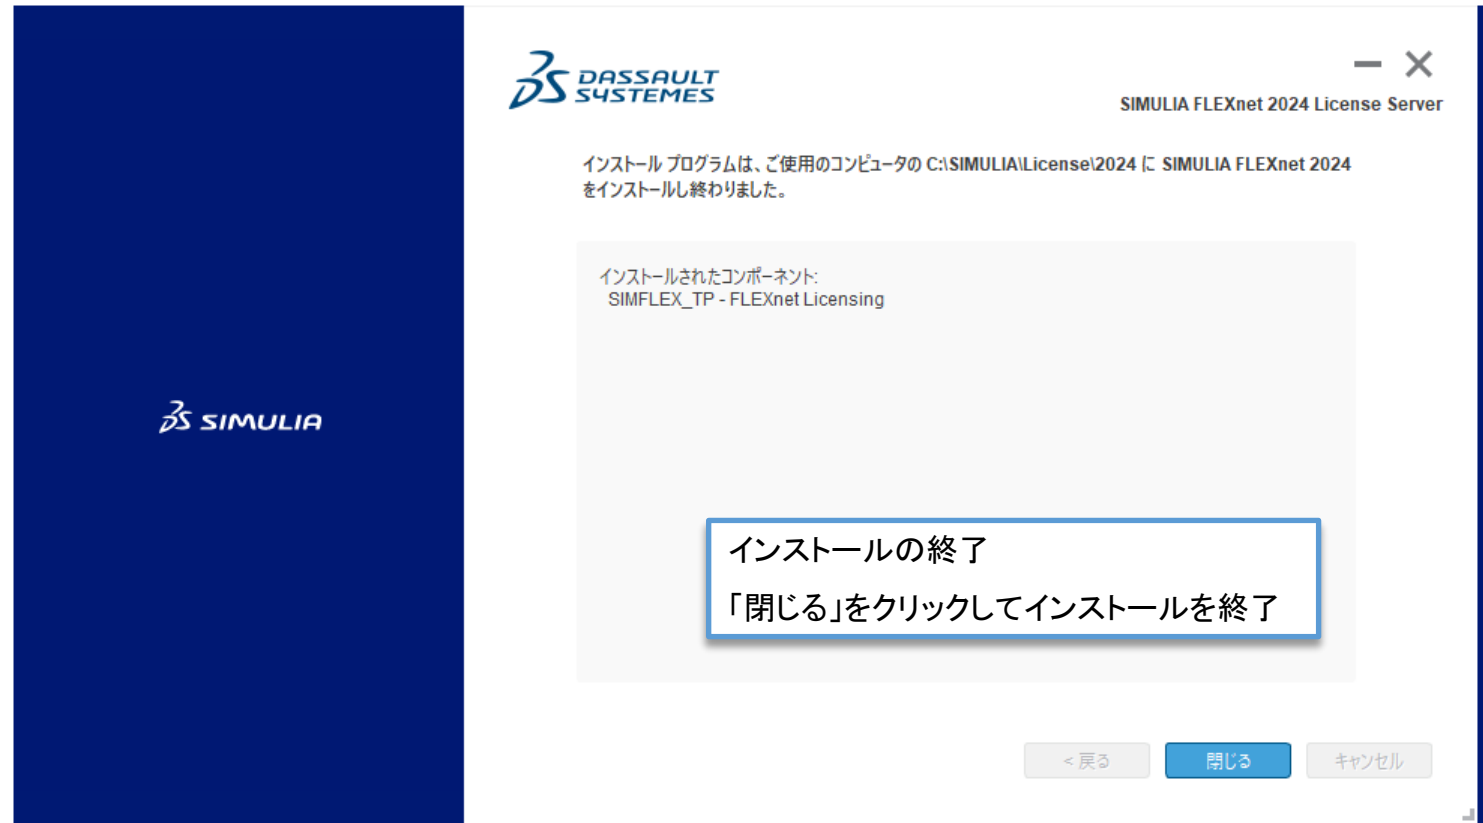 DASSAULT
SYSTEMES
SIMULIA FLEXnet 2024 License Server
インストール プログラムは、ご使用のコンピュータの C:\SIMULIA\License\2024 に SIMULIA FLEXnet 2024
をインストールし終わりました。
インストールされたコンポーネント:
SIMFLEX_TP - FLEXnet Licensing
SIMULIA
インストールの終了
「閉じる」をクリックしてインストールを終了
< 戻る
閉じる
キャンセル